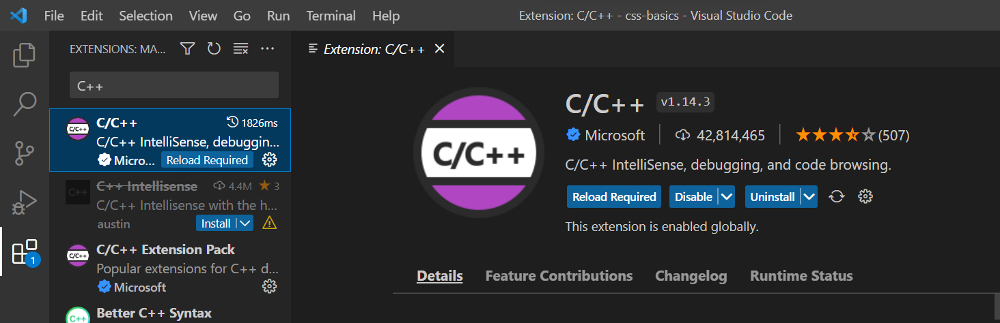 File Edit Selection View Go Run Terminal Help Extension: C/C++ - css-basics - Visual Studio Code
EXTENSIONS: MA...
C++
C/C++ 1826ms
C/C++ IntelliSense, debuggin...
Micro... Reload Required
C++ Intellisense 4.4M 3
C/C++ Intellisense with the h...
austin Install
C/C++ Extension Pack
Popular extensions for C++ d...
Microsoft
Better C++ Syntax
1
Extension: C/C++
C/C++
C/C++ v1.14.3
Microsoft 42,814,465 (507)
C/C++ IntelliSense, debugging, and code browsing.
Reload Required Disable Uninstall
This extension is enabled globally.
Details Feature Contributions Changelog Runtime Status
C/C++
C++
C/C++
C++